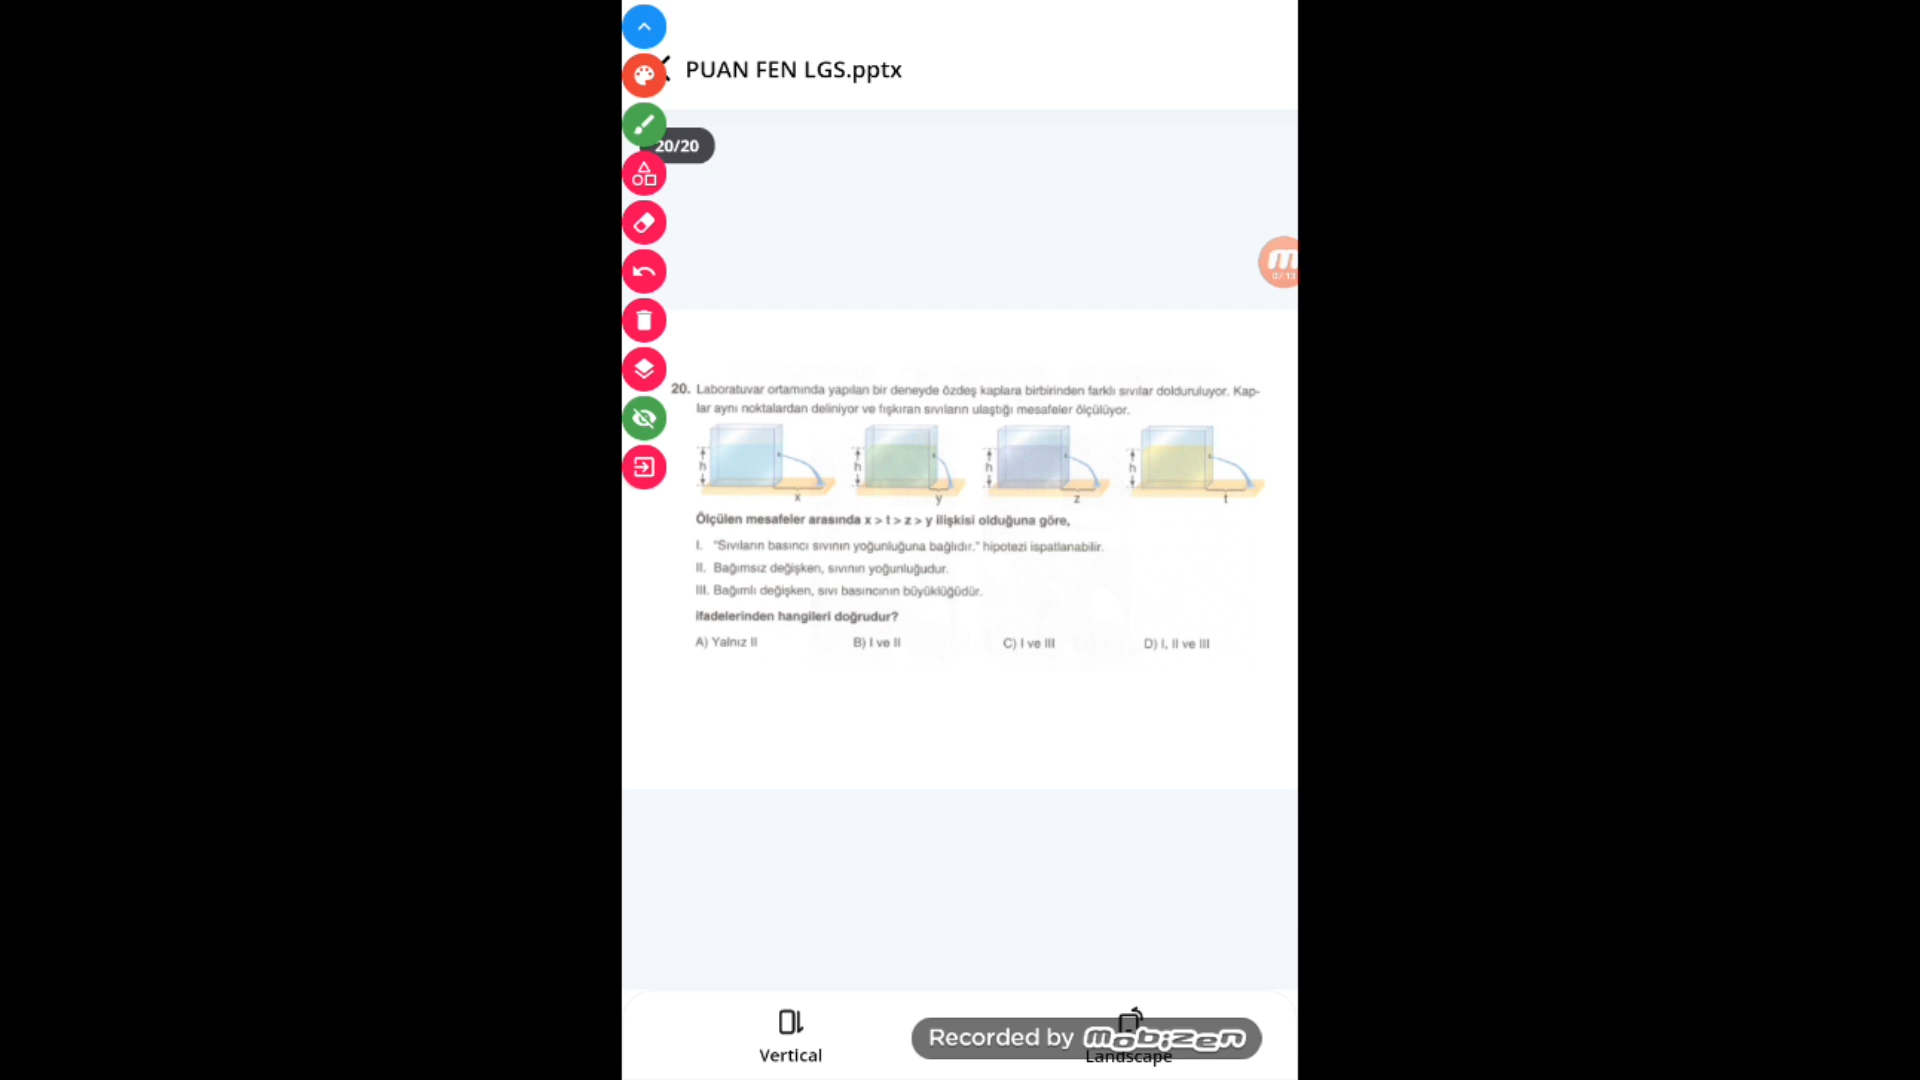 PUAN FEN LGS.pptx
20/20
20. Laboratuvar ortamında yapılan bir deneyde özdeş kaplara birbirinden farklı sıvılar dolduruluyor. Kap-
lar aynı noktalardan deliniyor ve fışkıran sıvıların ulaştığı mesafeler ölçülüyor.
h h h h
x y z t
Ölçülen mesafeler arasında x > t > z > y ilişkisi olduğuna göre,
I. "Sıvıların basıncı sıvının yoğunluğuna bağlıdır." hipotezi ispatlanabilir.
II. Bağımsız değişken, sıvının yoğunluğudur.
III. Bağımlı değişken, sıvı basıncının büyüklüğüdür.
ifadelerinden hangileri doğrudur?
A) Yalnız II B) I ve II C) I ve III D) I, II ve III
Recorded by mobizen
Vertical Landscape